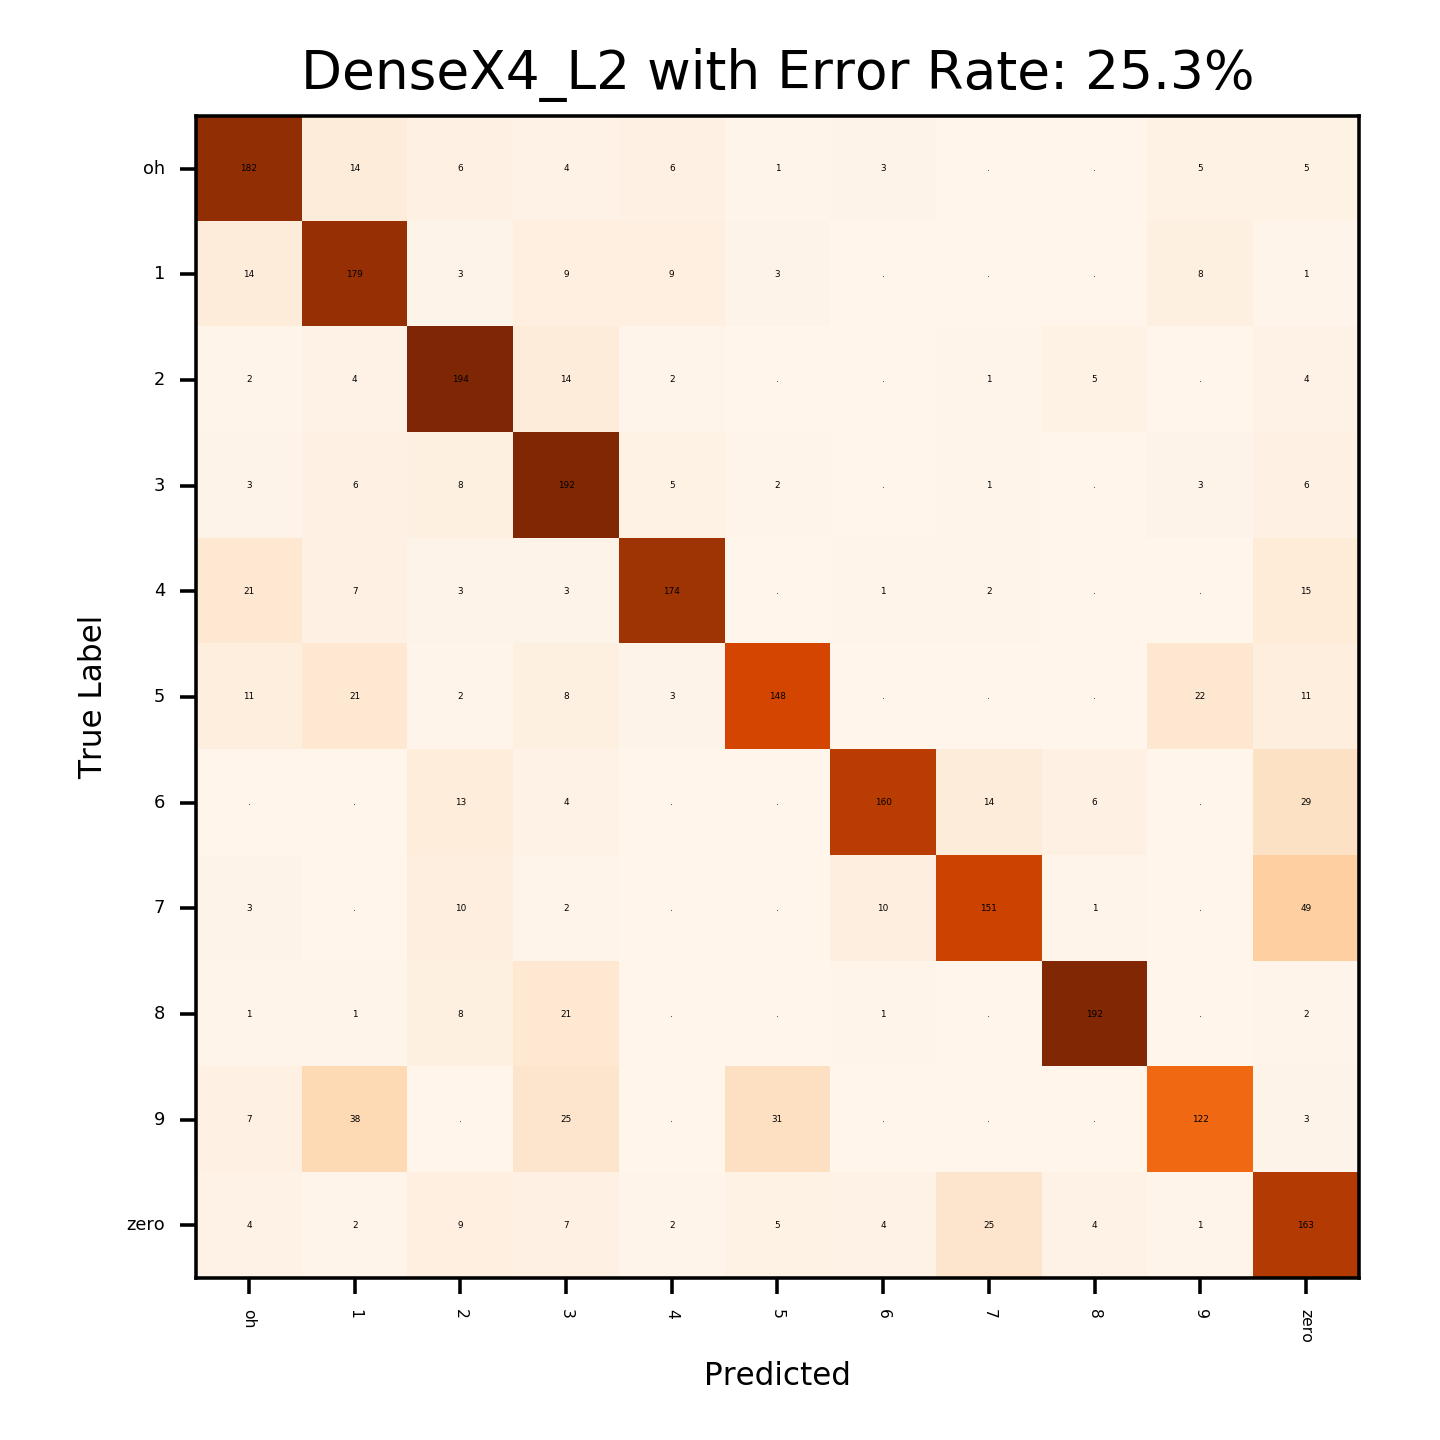 DenseX4_L2 with Error Rate: 25.3%
oh 182 14 6 4 6 1 3 . . 5 5
1 14 179 3 9 9 3 . . . 8 1
2 2 4 194 14 2 . . 1 5 . 4
3 3 6 8 192 5 2 . 1 . 3 6
4 21 7 3 3 174 . 1 2 . . 15
5 11 21 2 8 3 148 . . . 22 11
6 . . 13 4 . . 160 14 6 . 29
7 3 . 10 2 . . 10 151 1 . 49
8 1 1 8 21 . . 1 . 192 . 2
9 7 38 . 25 . 31 . . . 122 3
zero 4 2 9 7 2 5 4 25 4 1 163
oh 1 2 3 4 5 6 7 8 9 zero
True Label
Predicted